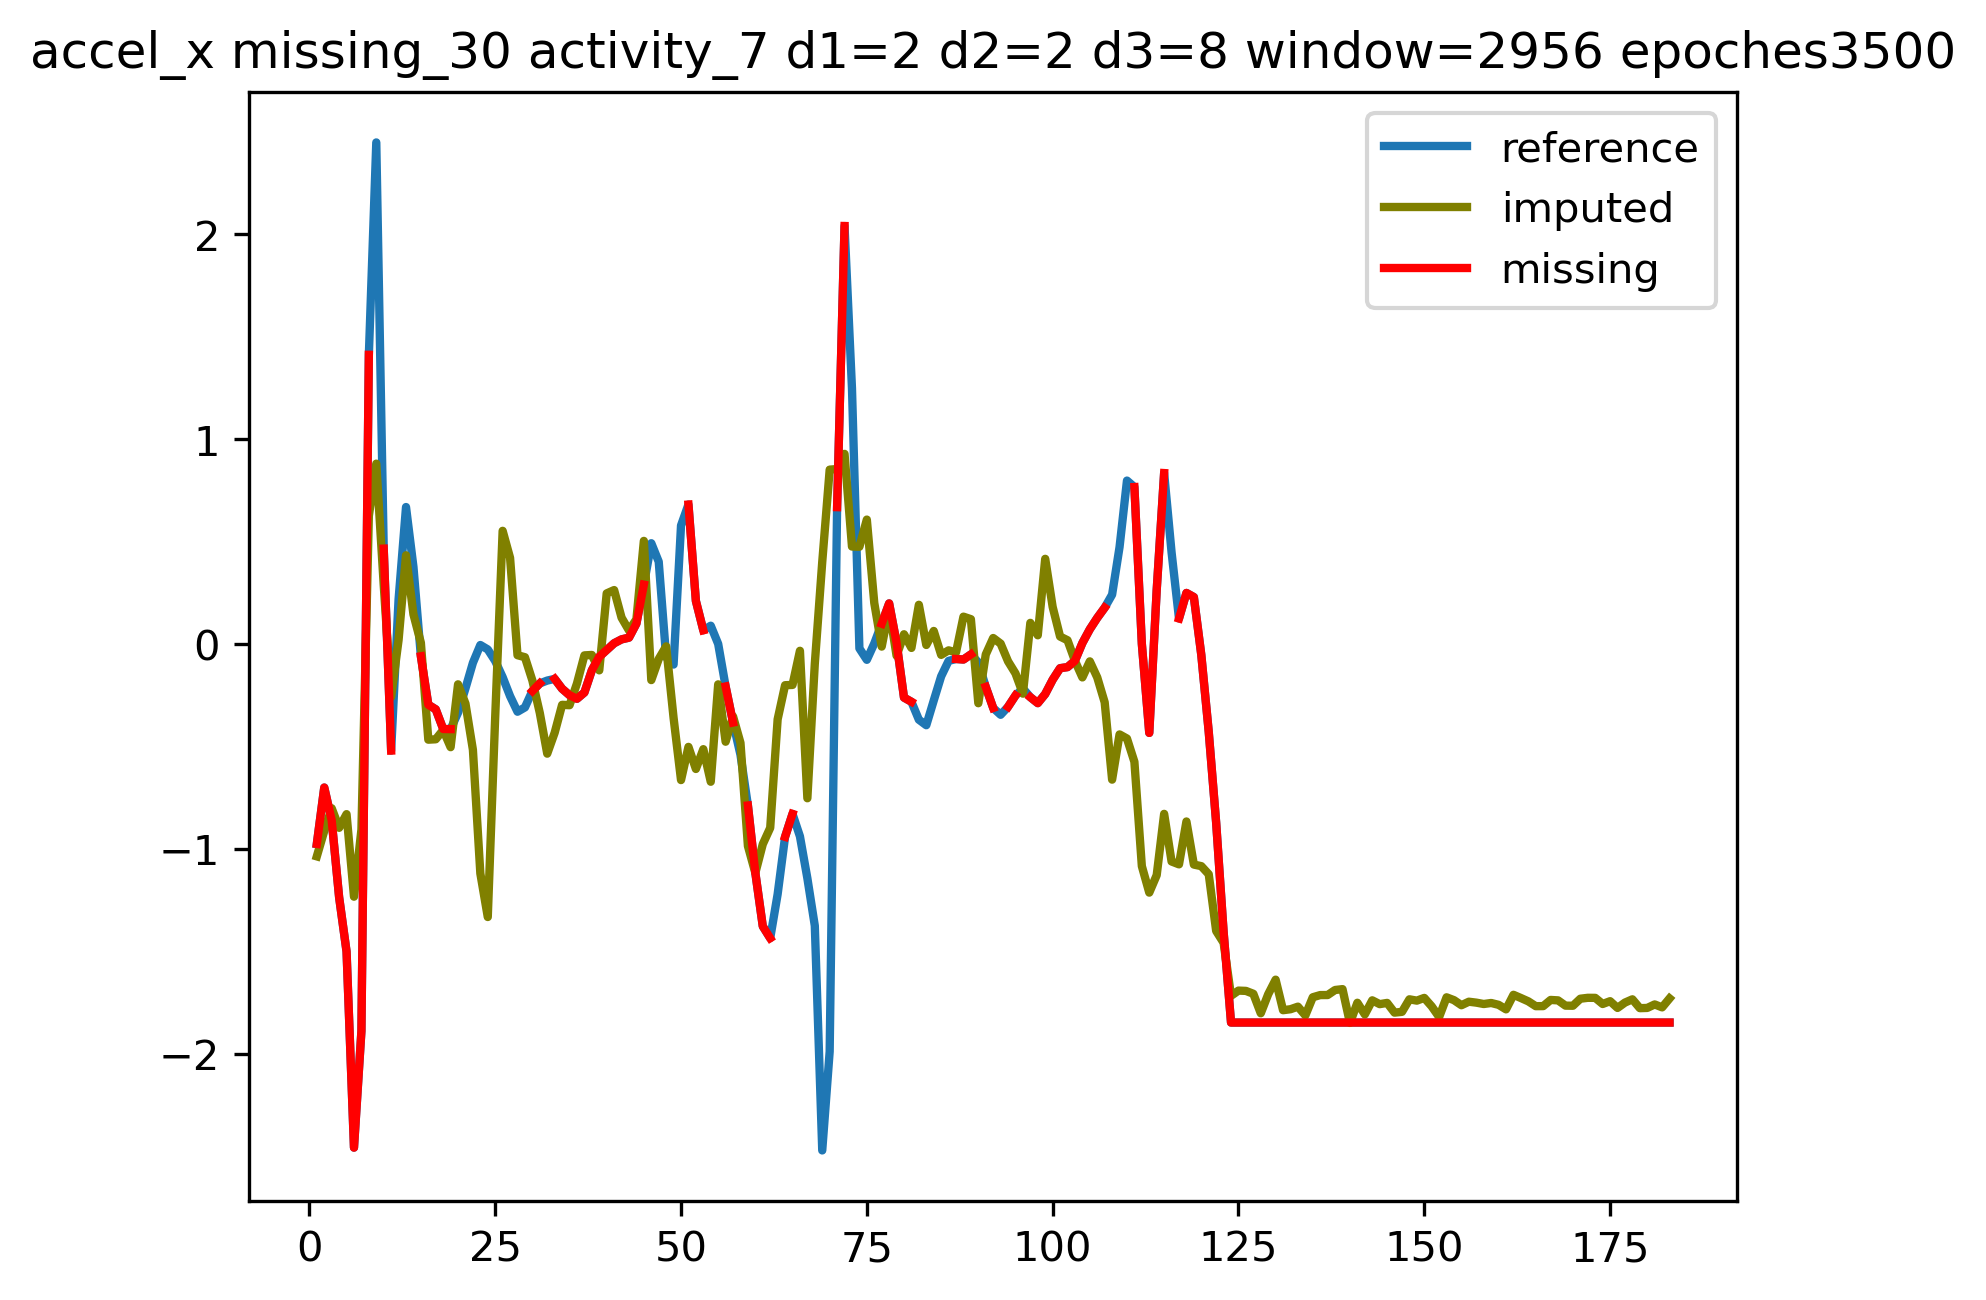 accel_x missing_30 activity_7 d1=2 d2=2 d3=8 window=2956 epoches3500
reference
imputed
missing
2
1
0
−1
−2
0 25 50 75 100 125 150 175